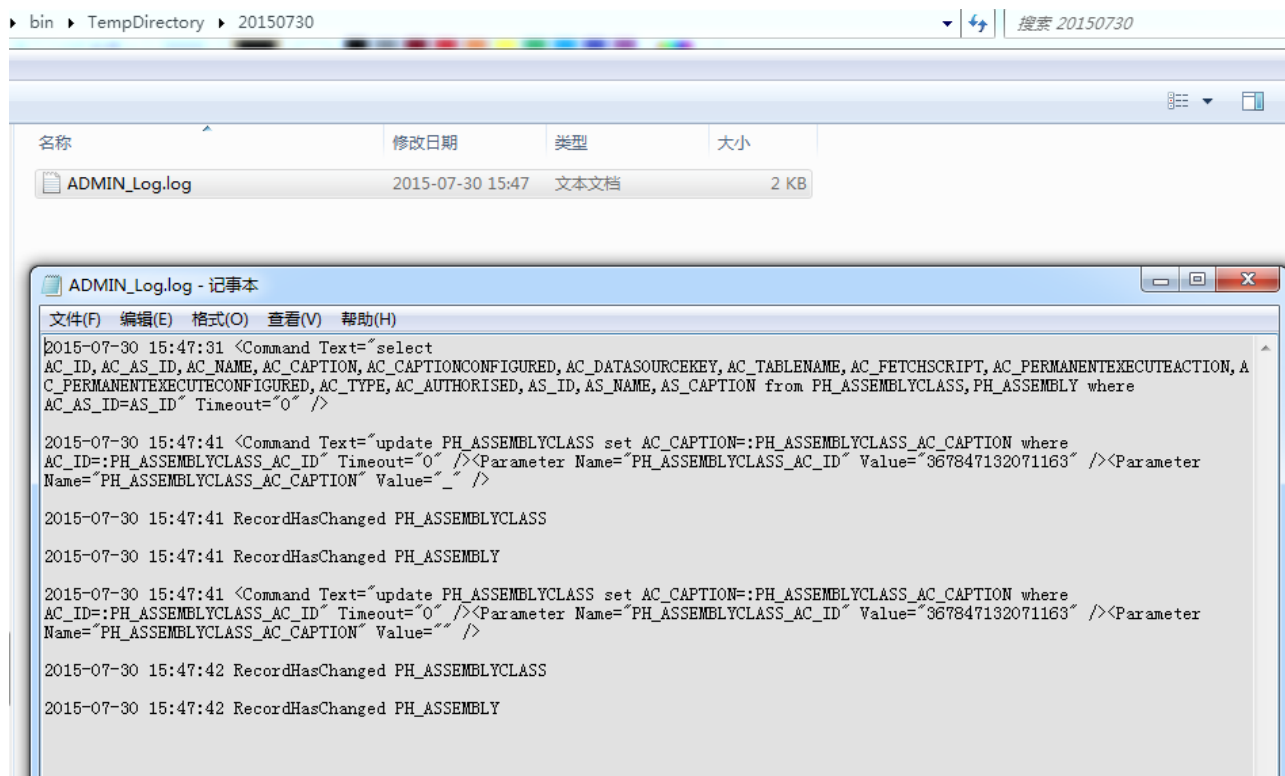 bin ▸ TempDirectory ▸ 20150730
搜索 20150730
名称 修改日期 类型 大小
ADMIN_Log.log 2015-07-30 15:47 文本文档 2 KB
ADMIN_Log.log - 记事本
文件(F) 编辑(E) 格式(O) 查看(V) 帮助(H)
2015-07-30 15:47:31 <Command Text="select
AC_ID,AC_AS_ID,AC_NAME,AC_CAPTION,AC_CAPTIONCONFIGURED,AC_DATASOURCEKEY,AC_TABLENAME,AC_FETCHSCRIPT,AC_PERMANENTEXECUTEACTION,A
C_PERMANENTEXECUTECONFIGURED,AC_TYPE,AC_AUTHORISED,AS_ID,AS_NAME,AS_CAPTION from PH_ASSEMBLYCLASS,PH_ASSEMBLY where
AC_AS_ID=AS_ID" Timeout="0" />
2015-07-30 15:47:41 <Command Text="update PH_ASSEMBLYCLASS set AC_CAPTION=:PH_ASSEMBLYCLASS_AC_CAPTION where
AC_ID=:PH_ASSEMBLYCLASS_AC_ID" Timeout="0" /><Parameter Name="PH_ASSEMBLYCLASS_AC_ID" Value="367847132071163" /><Parameter
Name="PH_ASSEMBLYCLASS_AC_CAPTION" Value="_" />
2015-07-30 15:47:41 RecordHasChanged PH_ASSEMBLYCLASS
2015-07-30 15:47:41 RecordHasChanged PH_ASSEMBLY
2015-07-30 15:47:41 <Command Text="update PH_ASSEMBLYCLASS set AC_CAPTION=:PH_ASSEMBLYCLASS_AC_CAPTION where
AC_ID=:PH_ASSEMBLYCLASS_AC_ID" Timeout="0" /><Parameter Name="PH_ASSEMBLYCLASS_AC_ID" Value="367847132071163" /><Parameter
Name="PH_ASSEMBLYCLASS_AC_CAPTION" Value="" />
2015-07-30 15:47:42 RecordHasChanged PH_ASSEMBLYCLASS
2015-07-30 15:47:42 RecordHasChanged PH_ASSEMBLY